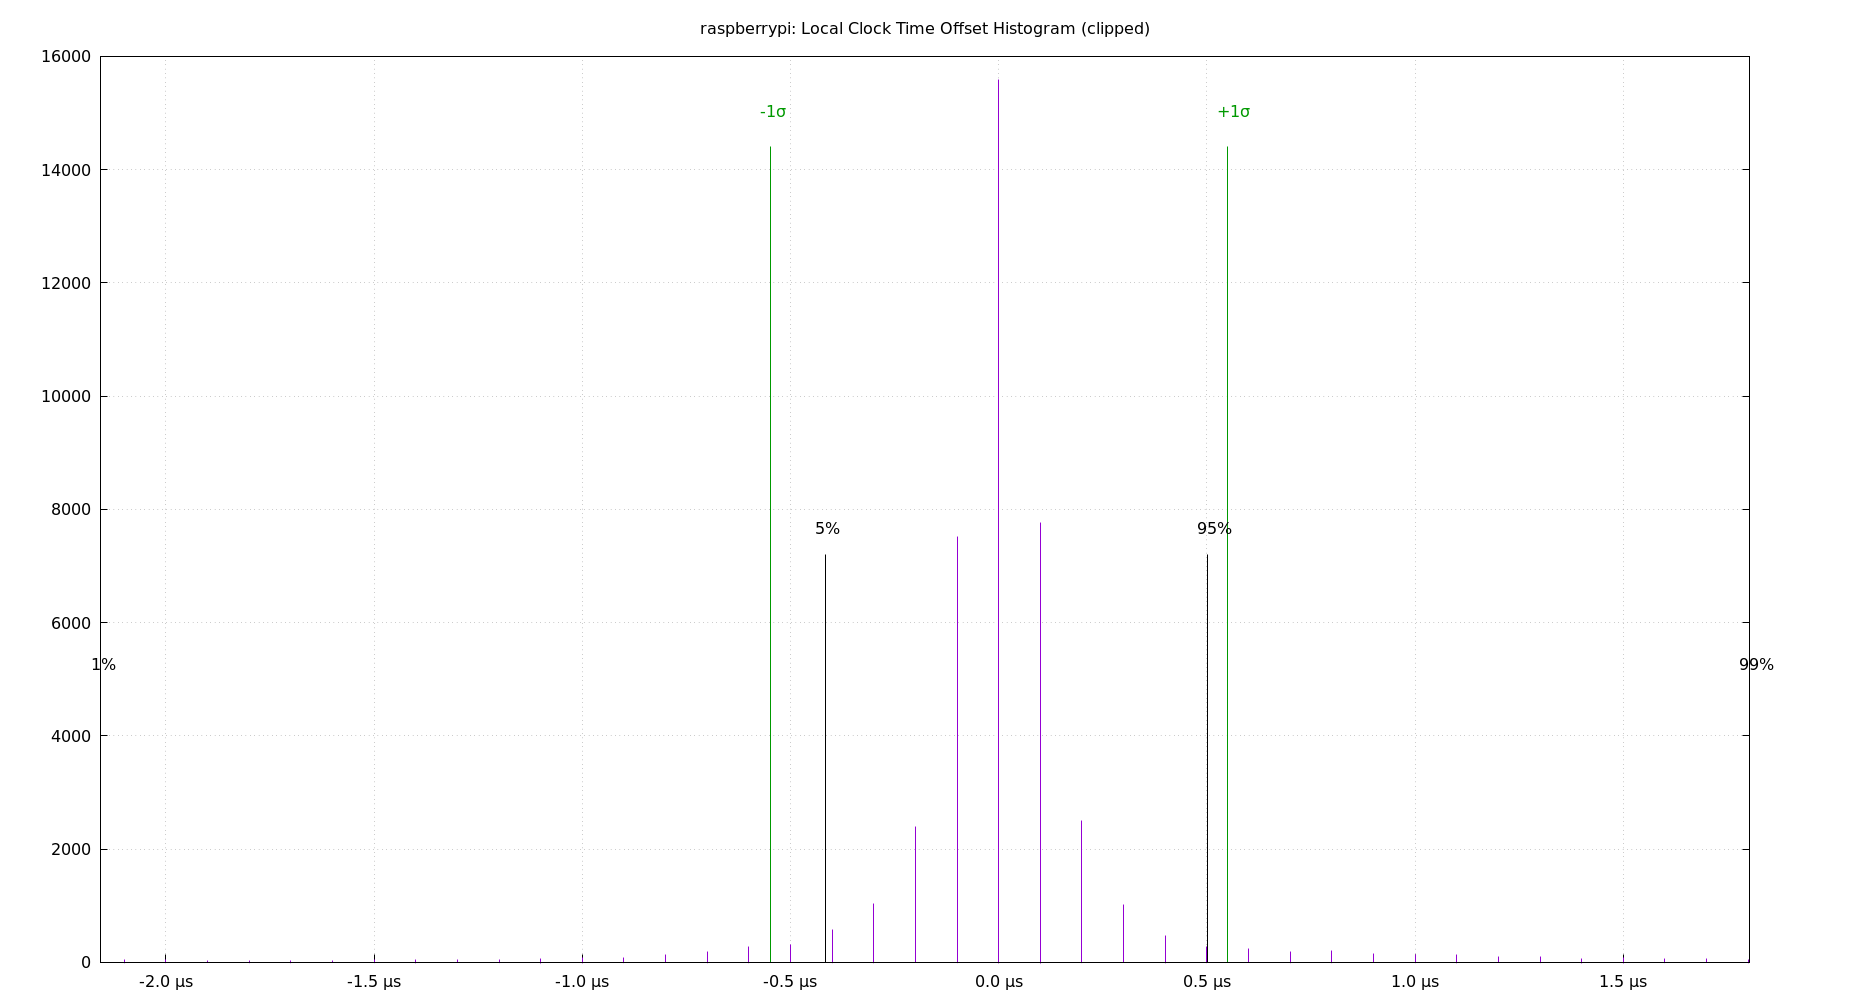 raspberrypi: Local Clock Time Offset Histogram (clipped)
16000
-1σ
+1σ
14000
12000
10000
8000
5%
95%
6000
1%
99%
4000
2000
0
-2.0 µs
-1.5 µs
-1.0 µs
-0.5 µs
0.0 µs
0.5 µs
1.0 µs
1.5 µs